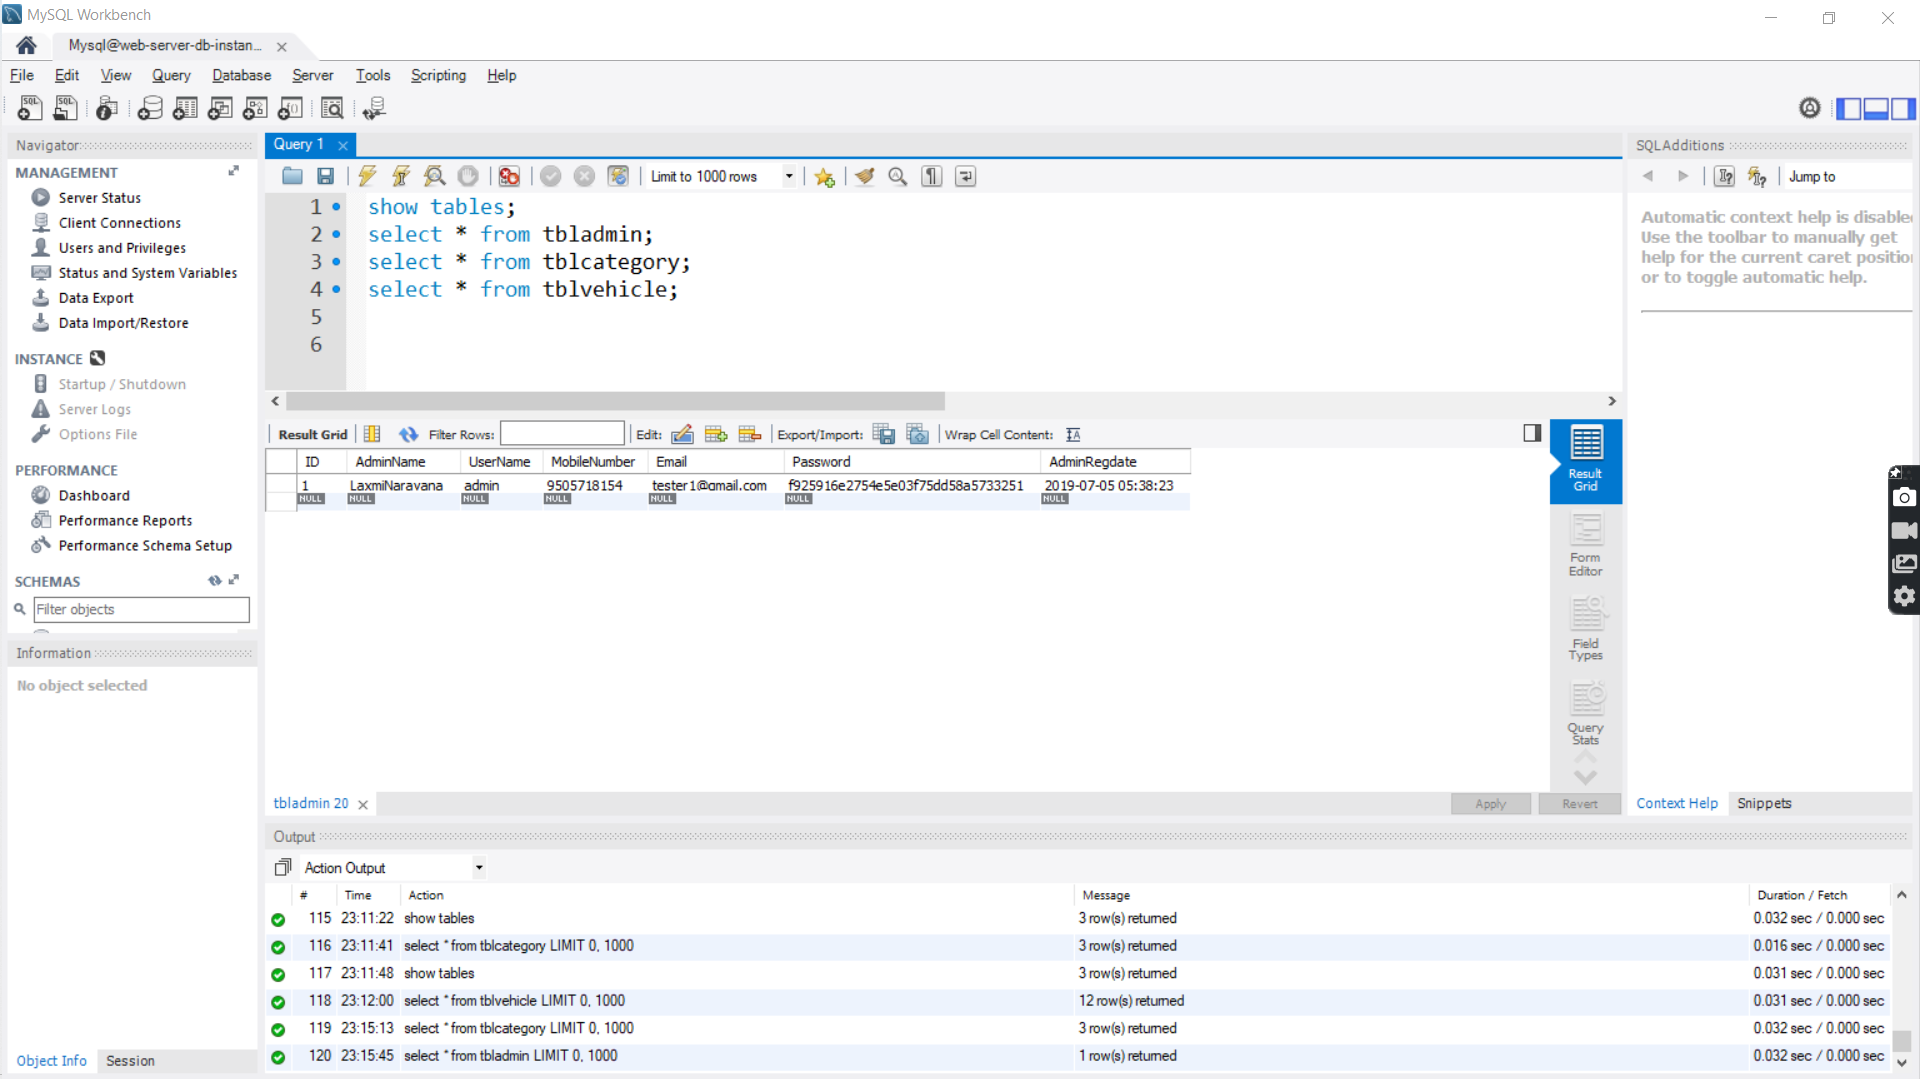 MySQL Workbench
Mysql@web-server-db-instan...
File Edit View Query Database Server Tools Scripting Help
Navigator
MANAGEMENT
Server Status
Client Connections
Users and Privileges
Status and System Variables
Data Export
Data Import/Restore
INSTANCE
Startup / Shutdown
Server Logs
Options File
PERFORMANCE
Dashboard
Performance Reports
Performance Schema Setup
SCHEMAS
Filter objects
Information
No object selected
Object Info Session
Query 1
Limit to 1000 rows
1 show tables;
2 select * from tbladmin;
3 select * from tblcategory;
4 select * from tblvehicle;
5
6
Result Grid Filter Rows: Edit: Export/Import: Wrap Cell Content:
ID AdminName UserName MobileNumber Email Password AdminRegdate
1 LaxmiNarayana admin 9505718154 tester1@gmail.com f925916e2754e5e03f75dd58a5733251 2019-07-05 05:38:23
NULL NULL NULL NULL NULL NULL NULL
Result Grid
Form Editor
Field Types
Query Stats
tbladmin 20 Apply Revert
SQLAdditions
Jump to
Automatic context help is disable
Use the toolbar to manually get
help for the current caret positio
or to toggle automatic help.
Context Help Snippets
Output
Action Output
# Time Action Message Duration / Fetch
115 23:11:22 show tables 3 row(s) returned 0.032 sec / 0.000 sec
116 23:11:41 select * from tblcategory LIMIT 0, 1000 3 row(s) returned 0.016 sec / 0.000 sec
117 23:11:48 show tables 3 row(s) returned 0.031 sec / 0.000 sec
118 23:12:00 select * from tblvehicle LIMIT 0, 1000 12 row(s) returned 0.031 sec / 0.000 sec
119 23:15:13 select * from tblcategory LIMIT 0, 1000 3 row(s) returned 0.032 sec / 0.000 sec
120 23:15:45 select * from tbladmin LIMIT 0, 1000 1 row(s) returned 0.032 sec / 0.000 sec